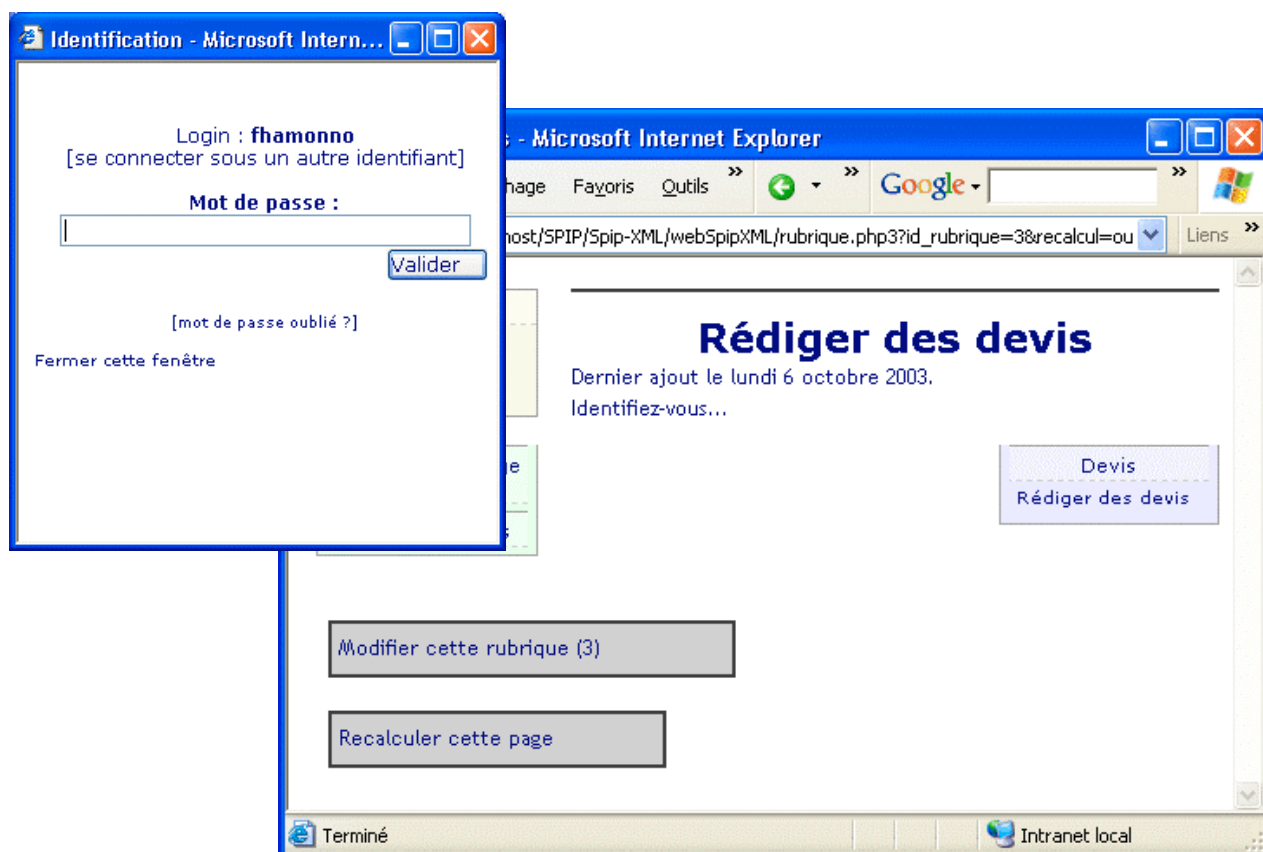 Identification - Microsoft Intern...
Login : fhamonno
[se connecter sous un autre identifiant]
Mot de passe :
Valider
[mot de passe oublié ?]
Fermer cette fenêtre
- Microsoft Internet Explorer
hage Favoris Outils » » Google »
host/SPIP/Spip-XML/webSpipXML/rubrique.php3?id_rubrique=3&recalcul=ou Liens »
Rédiger des devis
Dernier ajout le lundi 6 octobre 2003.
Identifiez-vous...
Devis
Rédiger des devis
Modifier cette rubrique (3)
Recalculer cette page
Terminé
Intranet local